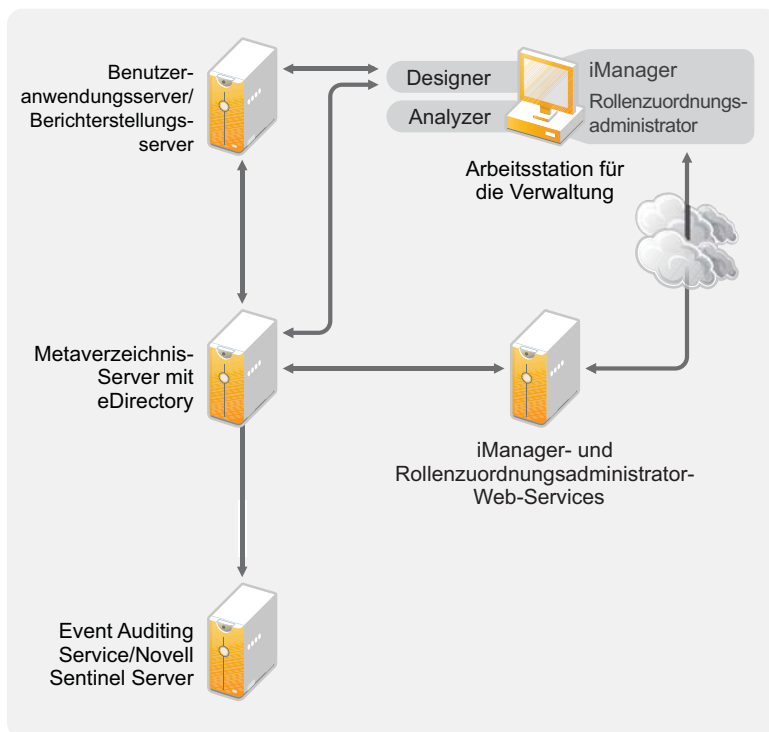 Benutzer-
anwendungsserver/
Berichterstellungs-
server
Designer
Analyzer
iManager
Rollenzuordnungs-
administrator
Arbeitsstation für
die Verwaltung
Metaverzeichnis-
Server mit
eDirectory
iManager- und
Rollenzuordnungsadministrator-
Web-Services
Event Auditing
Service/Novell
Sentinel Server